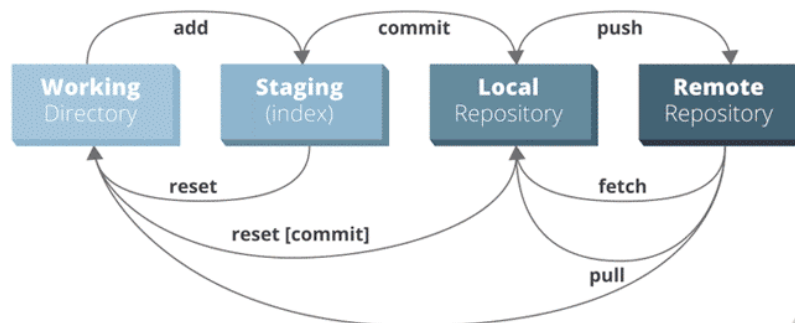 add
commit
push
Working
Directory
Staging
(index)
Local
Repository
Remote
Repository
reset
fetch
reset [commit]
pull